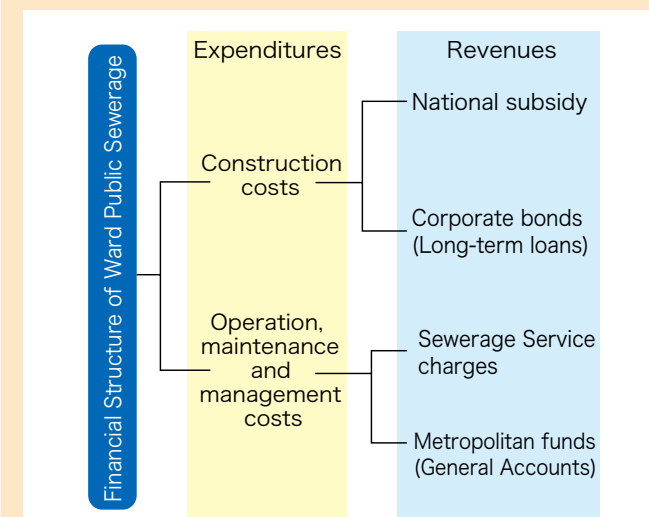 Financial Structure of Ward Public Sewerage
Expenditures
Revenues
Construction
costs
National subsidy
Corporate bonds
(Long-term loans)
Operation,
maintenance
and
management
costs
Sewerage Service
charges
Metropolitan funds
(General Accounts)